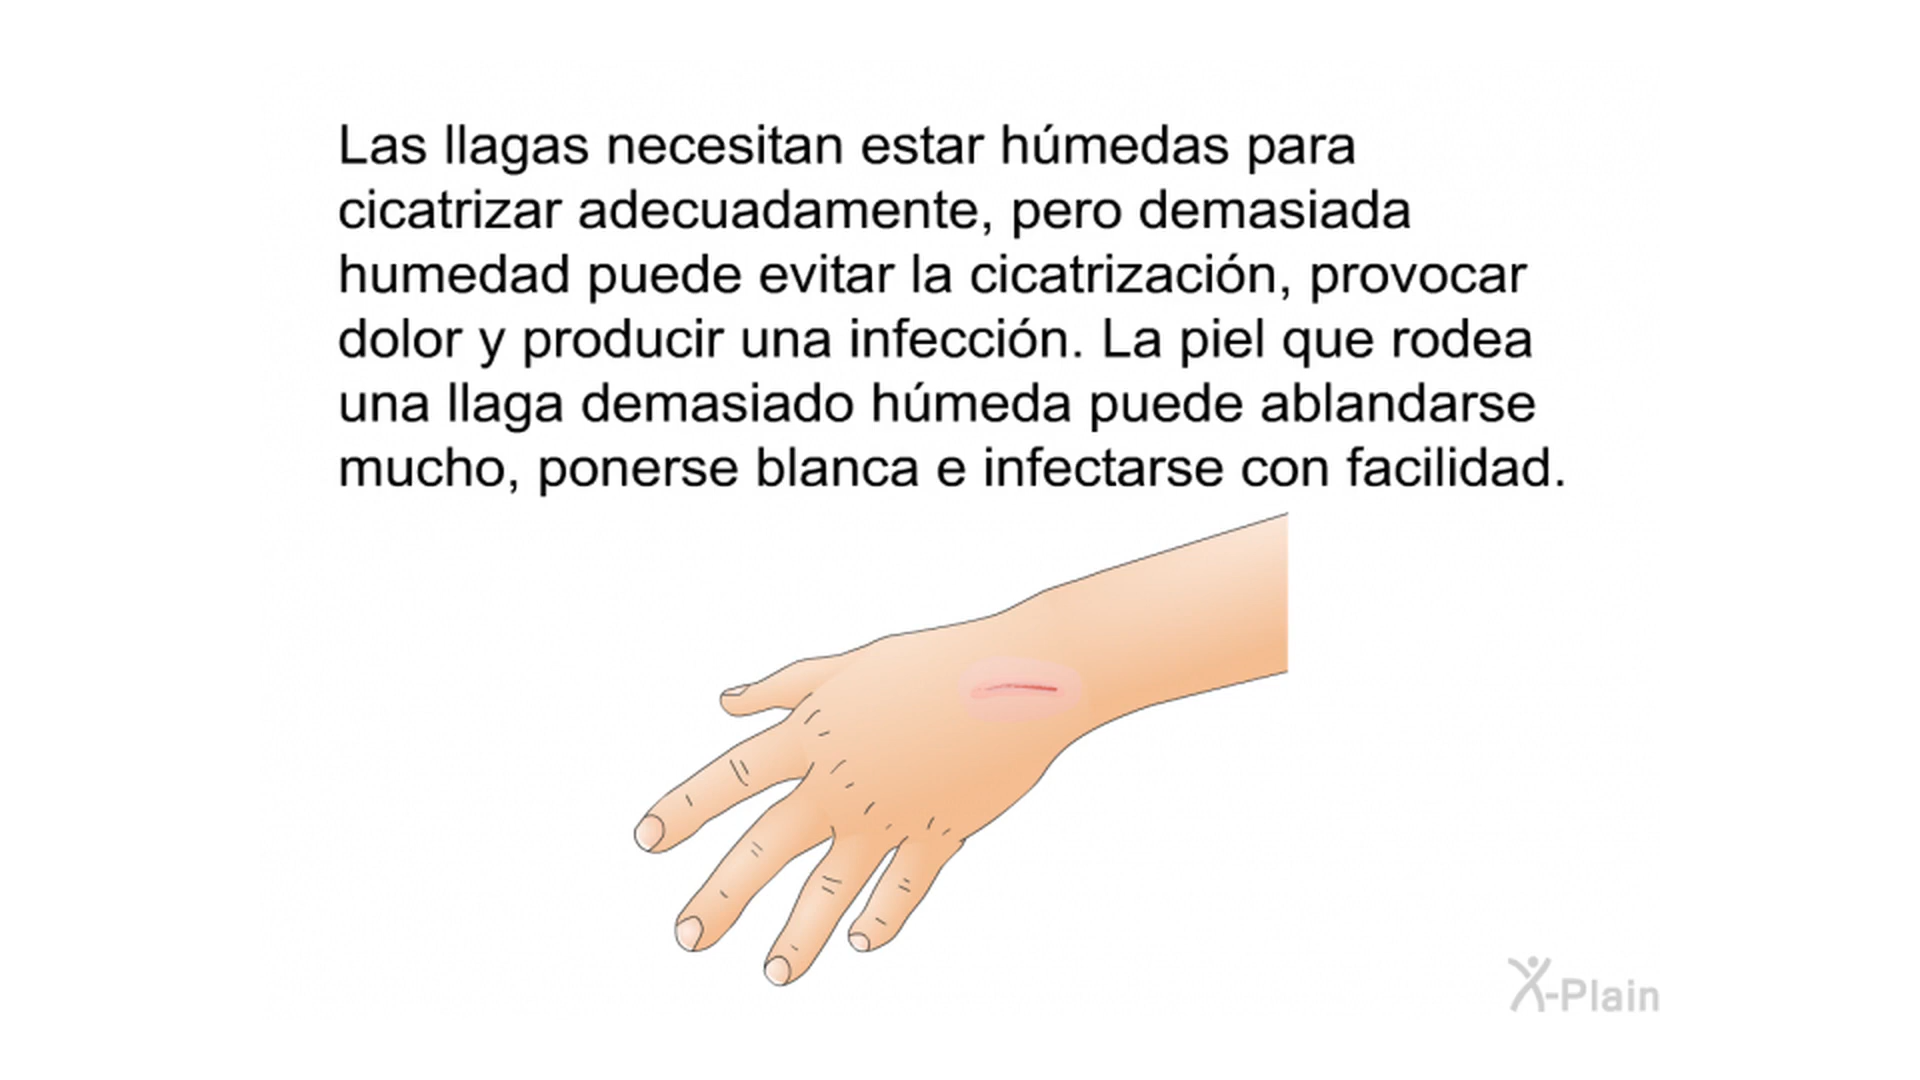 Las llagas necesitan estar húmedas para
cicatrizar adecuadamente, pero demasiada
humedad puede evitar la cicatrización, provocar
dolor y producir una infección. La piel que rodea
una llaga demasiado húmeda puede ablandarse
mucho, ponerse blanca e infectarse con facilidad.
X-Plain